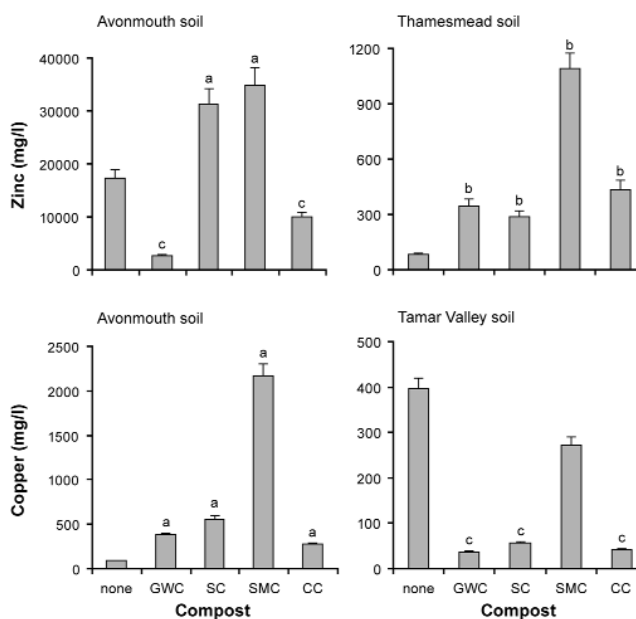 Avonmouth soil
Zinc (mg/l)
40000
30000
20000
10000
0
c
a
a
c
Thamesmead soil
1200
900
600
300
0
b
b
b
b
Avonmouth soil
Copper (mg/l)
2500
2000
1500
1000
500
0
a
a
a
a
none GWC SC SMC CC
Compost
Tamar Valley soil
500
400
300
200
100
0
c
c
c
none GWC SC SMC CC
Compost